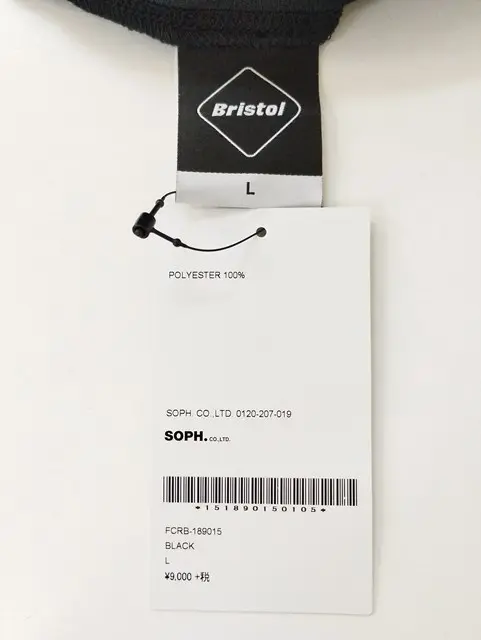 Bristol
L
POLYESTER 100%
SOPH. CO.,LTD. 0120-207-019
SOPH. CO.,LTD.
*151890150105*
FCRB-189015
BLACK
L
¥9,000 +税